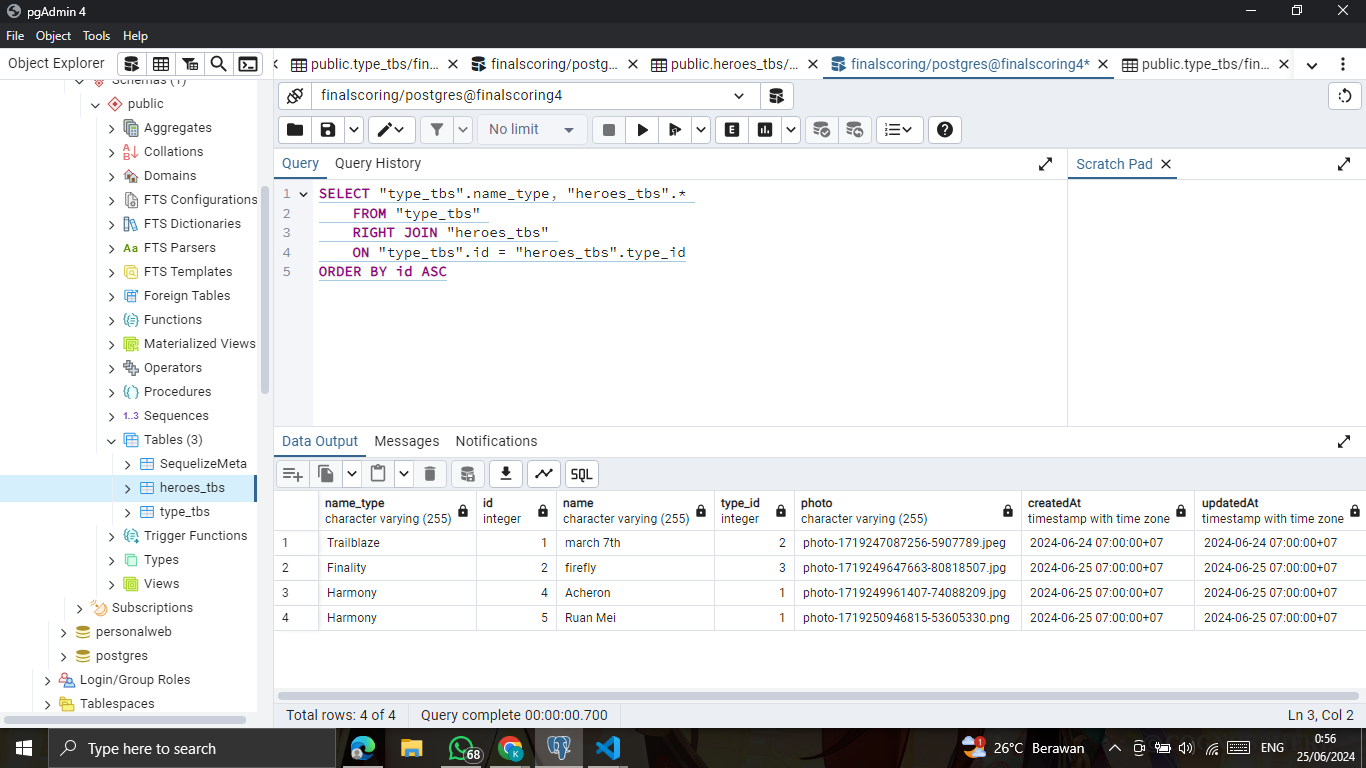 pgAdmin 4
File Object Tools Help
Object Explorer
public.type_tbs/fin...
finalscoring/postg...
public.heroes_tbs/...
finalscoring/postgres@finalscoring4*
public.type_tbs/fin...
Schemas (1)
public
Aggregates
Collations
Domains
FTS Configurations
FTS Dictionaries
FTS Parsers
FTS Templates
Foreign Tables
Functions
Materialized Views
Operators
Procedures
1..3 Sequences
Tables (3)
SequelizeMeta
heroes_tbs
type_tbs
Trigger Functions
Types
Views
Subscriptions
personalweb
postgres
Login/Group Roles
Tablespaces
finalscoring/postgres@finalscoring4
No limit
E
Query Query History
Scratch Pad
1 SELECT "type_tbs".name_type, "heroes_tbs".*
2 FROM "type_tbs"
3 RIGHT JOIN "heroes_tbs"
4 ON "type_tbs".id = "heroes_tbs".type_id
5 ORDER BY id ASC
Data Output Messages Notifications
SQL
name_type id name type_id photo createdAt updatedAt
character varying (255) integer character varying (255) integer character varying (255) timestamp with time zone timestamp with time zone
1 Trailblaze 1 march 7th 2 photo-1719247087256-5907789.jpeg 2024-06-24 07:00:00+07 2024-06-24 07:00:00+07
2 Finality 2 firefly 3 photo-1719249647663-80818507.jpg 2024-06-25 07:00:00+07 2024-06-25 07:00:00+07
3 Harmony 4 Acheron 1 photo-1719249961407-74088209.jpg 2024-06-25 07:00:00+07 2024-06-25 07:00:00+07
4 Harmony 5 Ruan Mei 1 photo-1719250946815-53605330.png 2024-06-25 07:00:00+07 2024-06-25 07:00:00+07
Total rows: 4 of 4 Query complete 00:00:00.700 Ln 3, Col 2
Type here to search
68
K
1
26°C Berawan
ENG
0:56
25/06/2024